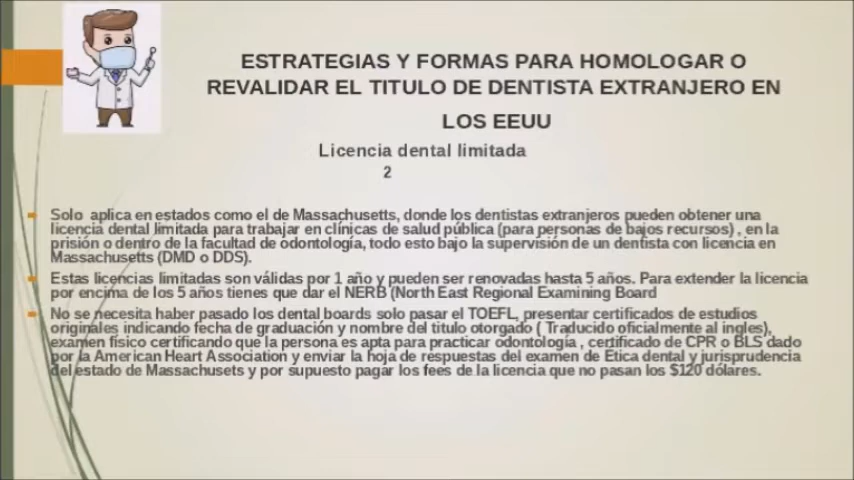 ESTRATEGIAS Y FORMAS PARA HOMOLOGAR O
REVALIDAR EL TITULO DE DENTISTA EXTRANJERO EN
LOS EEUU
Licencia dental limitada
2
Solo aplica en estados como el de Massachusetts, donde los dentistas extranjeros pueden obtener una
licencia dental limitada para trabajar en clínicas de salud pública (para personas de bajos recursos) , en la
prisión o dentro de la facultad de odontología, todo esto bajo la supervisión de un dentista con licencia en
Massachusetts (DMD o DDS).
Estas licencias limitadas son válidas por 1 año y pueden ser renovadas hasta 5 años. Para extender la licencia
por encima de los 5 años tienes que dar el NERB (North East Regional Examining Board
No se necesita haber pasado los dental boards solo pasar el TOEFL, presentar certificados de estudios
originales indicando fecha de graduación y nombre del titulo otorgado ( Traducido oficialmente al ingles),
examen físico certificando que la persona es apta para practicar odontología , certificado de CPR o BLS dado
por la American Heart Association y enviar la hoja de respuestas del examen de Ética dental y jurisprudencia
del estado de Massachusets y por supuesto pagar los fees de la licencia que no pasan los $120 dólares.